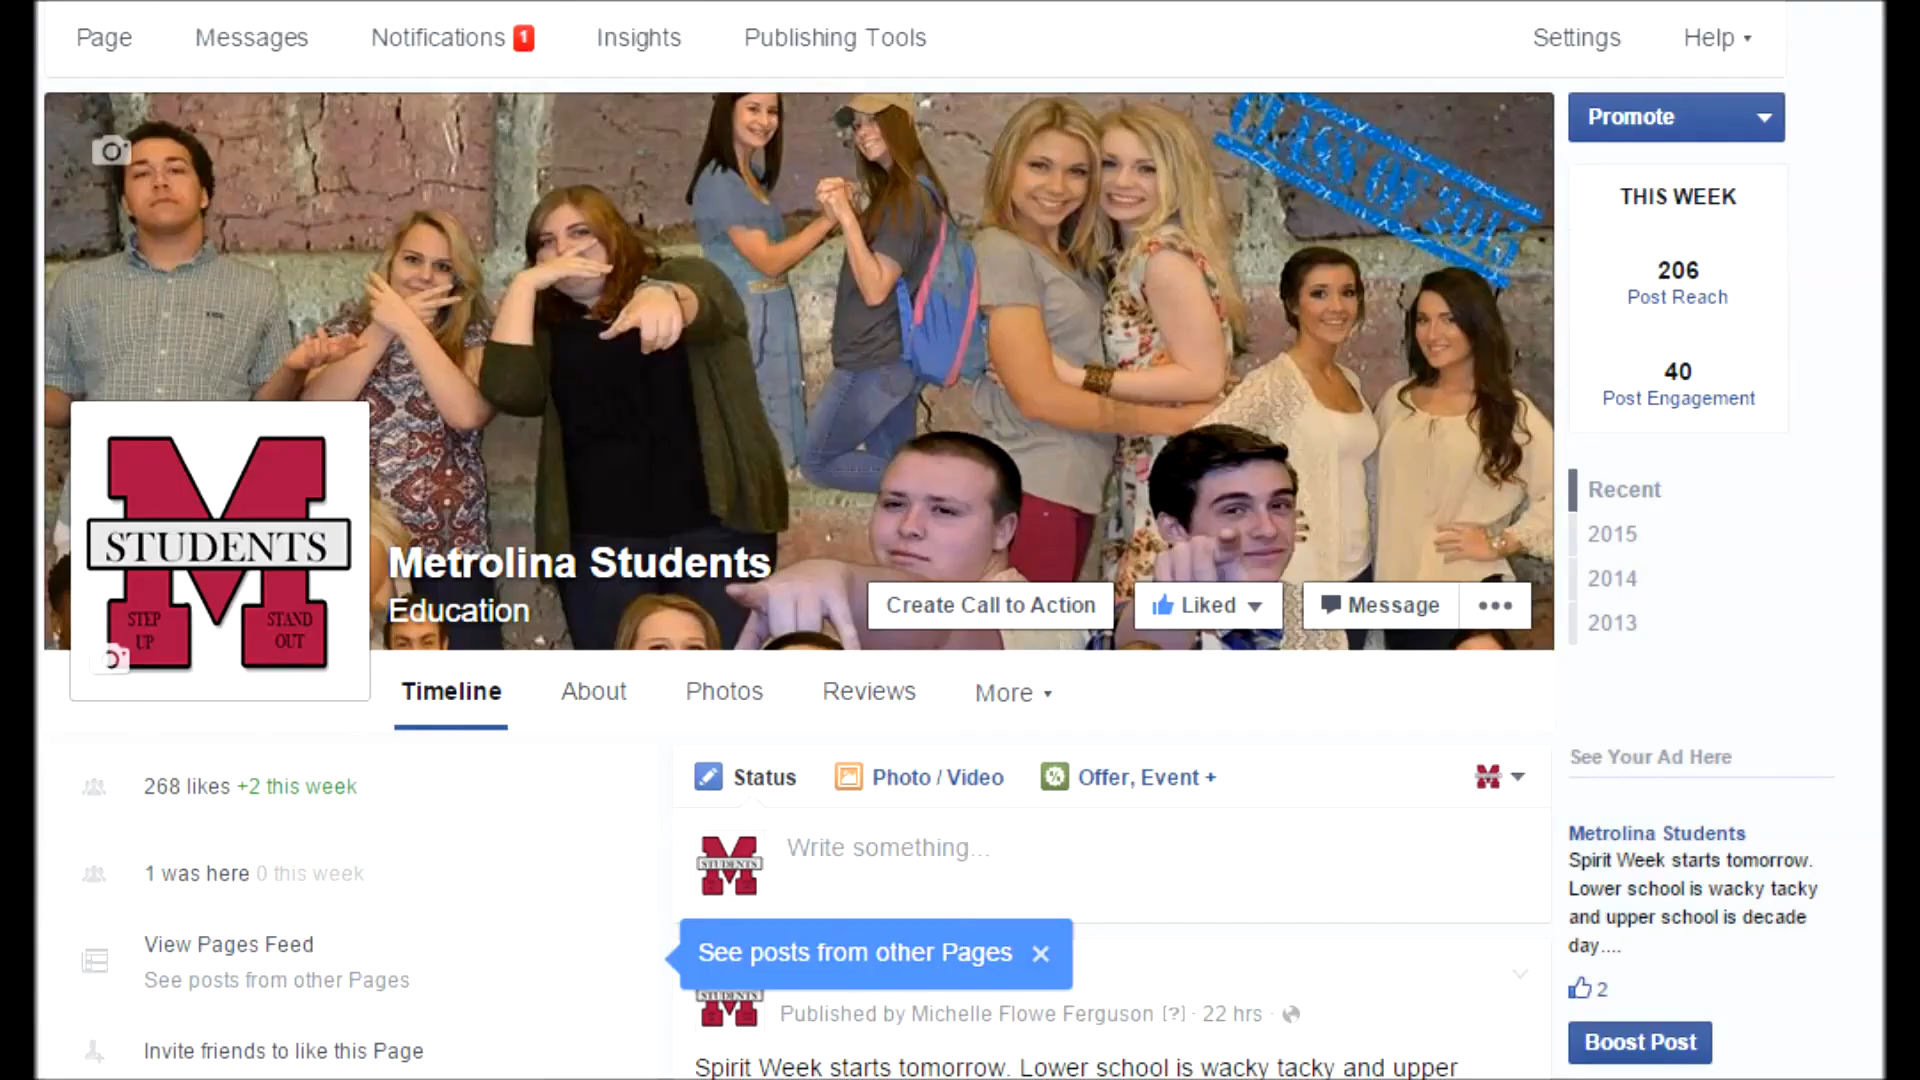 Page Messages Notifications 1 Insights Publishing Tools Settings Help
CLASS OF 2015
Promote
THIS WEEK
206
Post Reach
40
Post Engagement
Recent
2015
2014
2013
STUDENTS
STEP UP
STAND OUT
Metrolina Students
Education
Create Call to Action Liked Message
Timeline About Photos Reviews More
268 likes +2 this week
1 was here 0 this week
View Pages Feed
See posts from other Pages
Invite friends to like this Page
Status Photo / Video Offer, Event +
STUDENTS
Write something...
See posts from other Pages
STUDENTS
Published by Michelle Flowe Ferguson [?] · 22 hrs ·
Spirit Week starts tomorrow. Lower school is wacky tacky and upper
See Your Ad Here
Metrolina Students
Spirit Week starts tomorrow.
Lower school is wacky tacky
and upper school is decade
day....
2
Boost Post